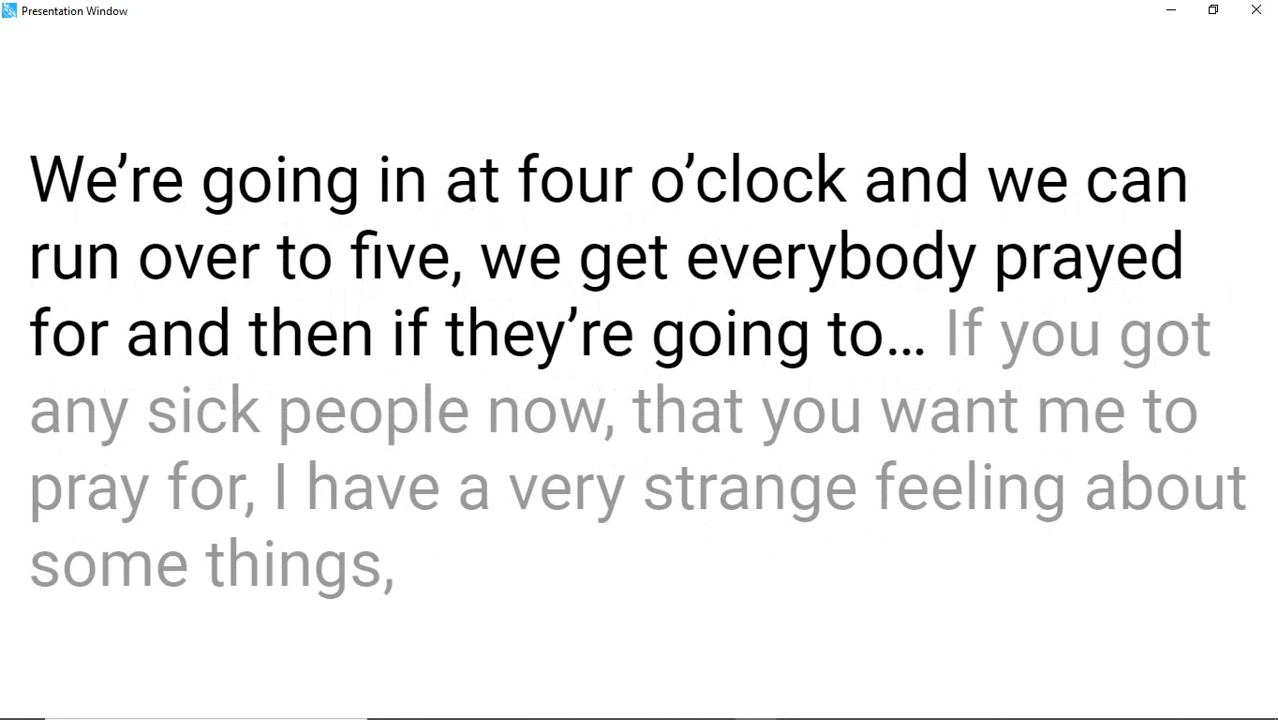 Presentation Window
We’re going in at four o’clock and we can
run over to five, we get everybody prayed
for and then if they’re going to… If you got
any sick people now, that you want me to
pray for, I have a very strange feeling about
some things,